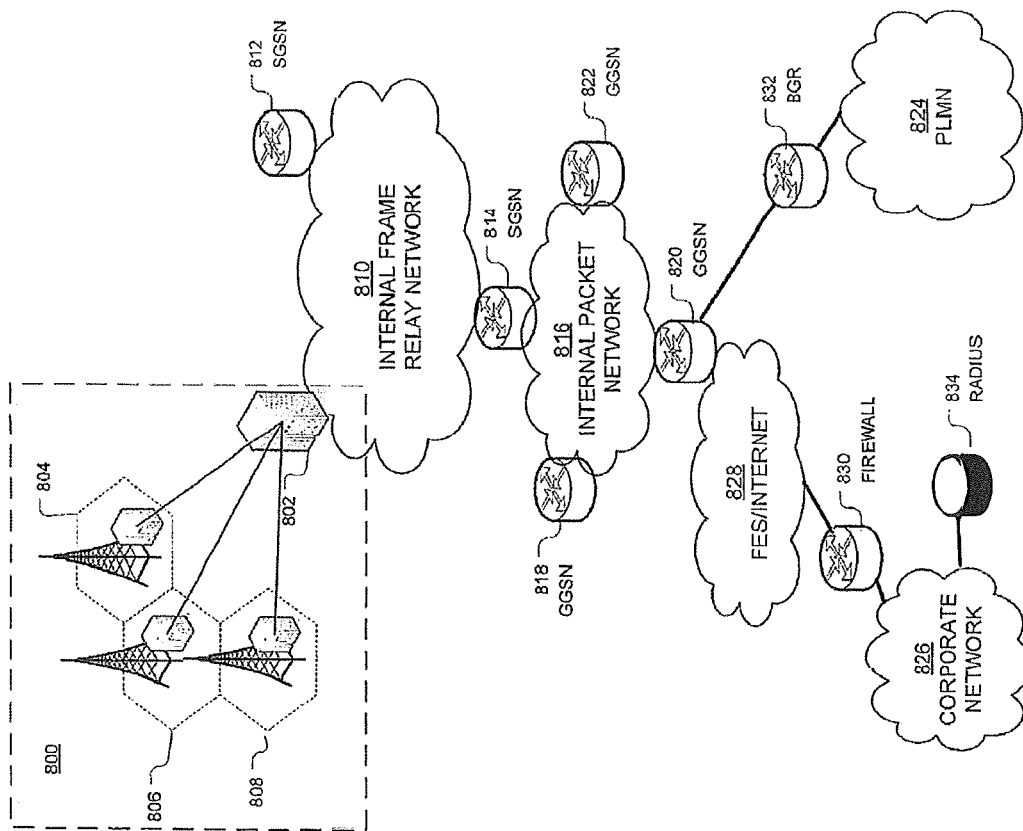 800
804
806
808
802
812
SGSN
810
INTERNAL FRAME
RELAY NETWORK
814
SGSN
822
GGSN
816
INTERNAL PACKET
NETWORK
818
GGSN
820
GGSN
832
BGR
824
PLMN
828
FES/INTERNET
830
FIREWALL
826
CORPORATE
NETWORK
834
RADIUS